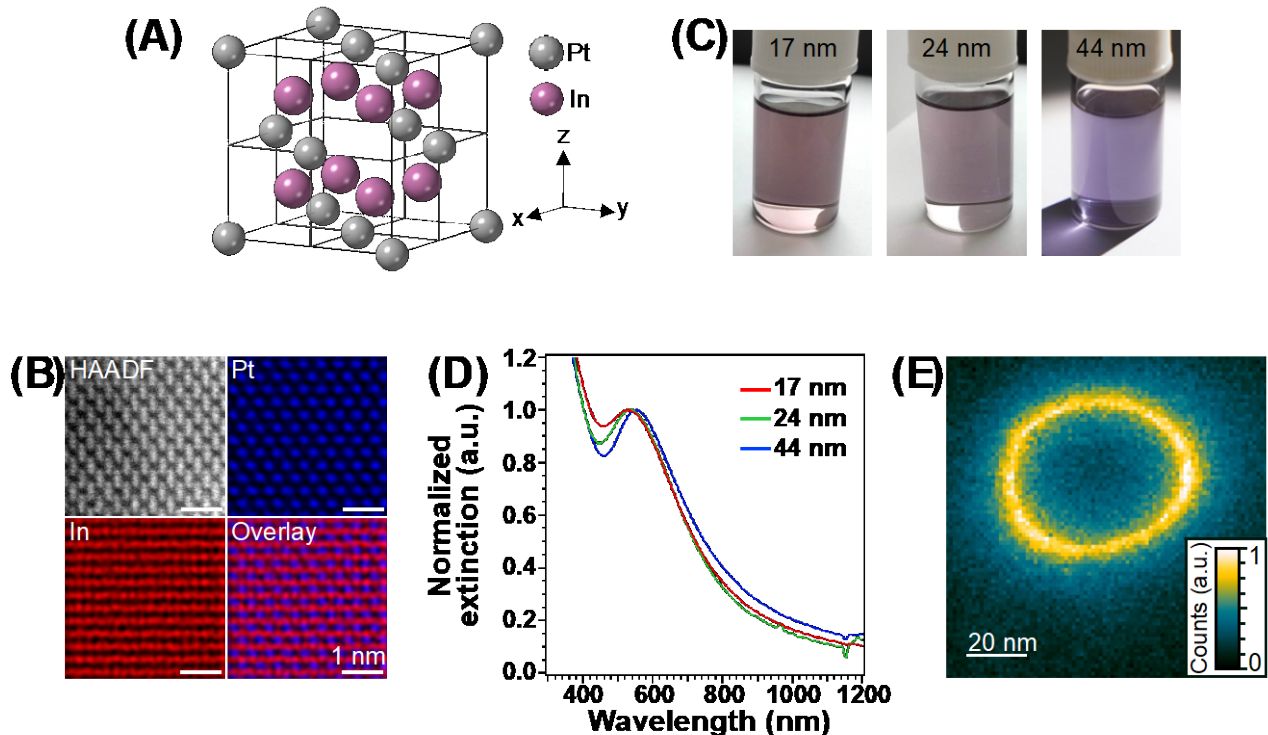 (A)
Pt
In
z
x
y
(C)
17 nm
24 nm
44 nm
(B)
HAADF
Pt
In
Overlay
1 nm
(D)
1.2
1.0
0.8
0.6
0.4
0.2
0.0
Normalized
extinction (a.u.)
17 nm
24 nm
44 nm
400
600
800
1000
1200
Wavelength (nm)
(E)
20 nm
Counts (a.u.)
1
0